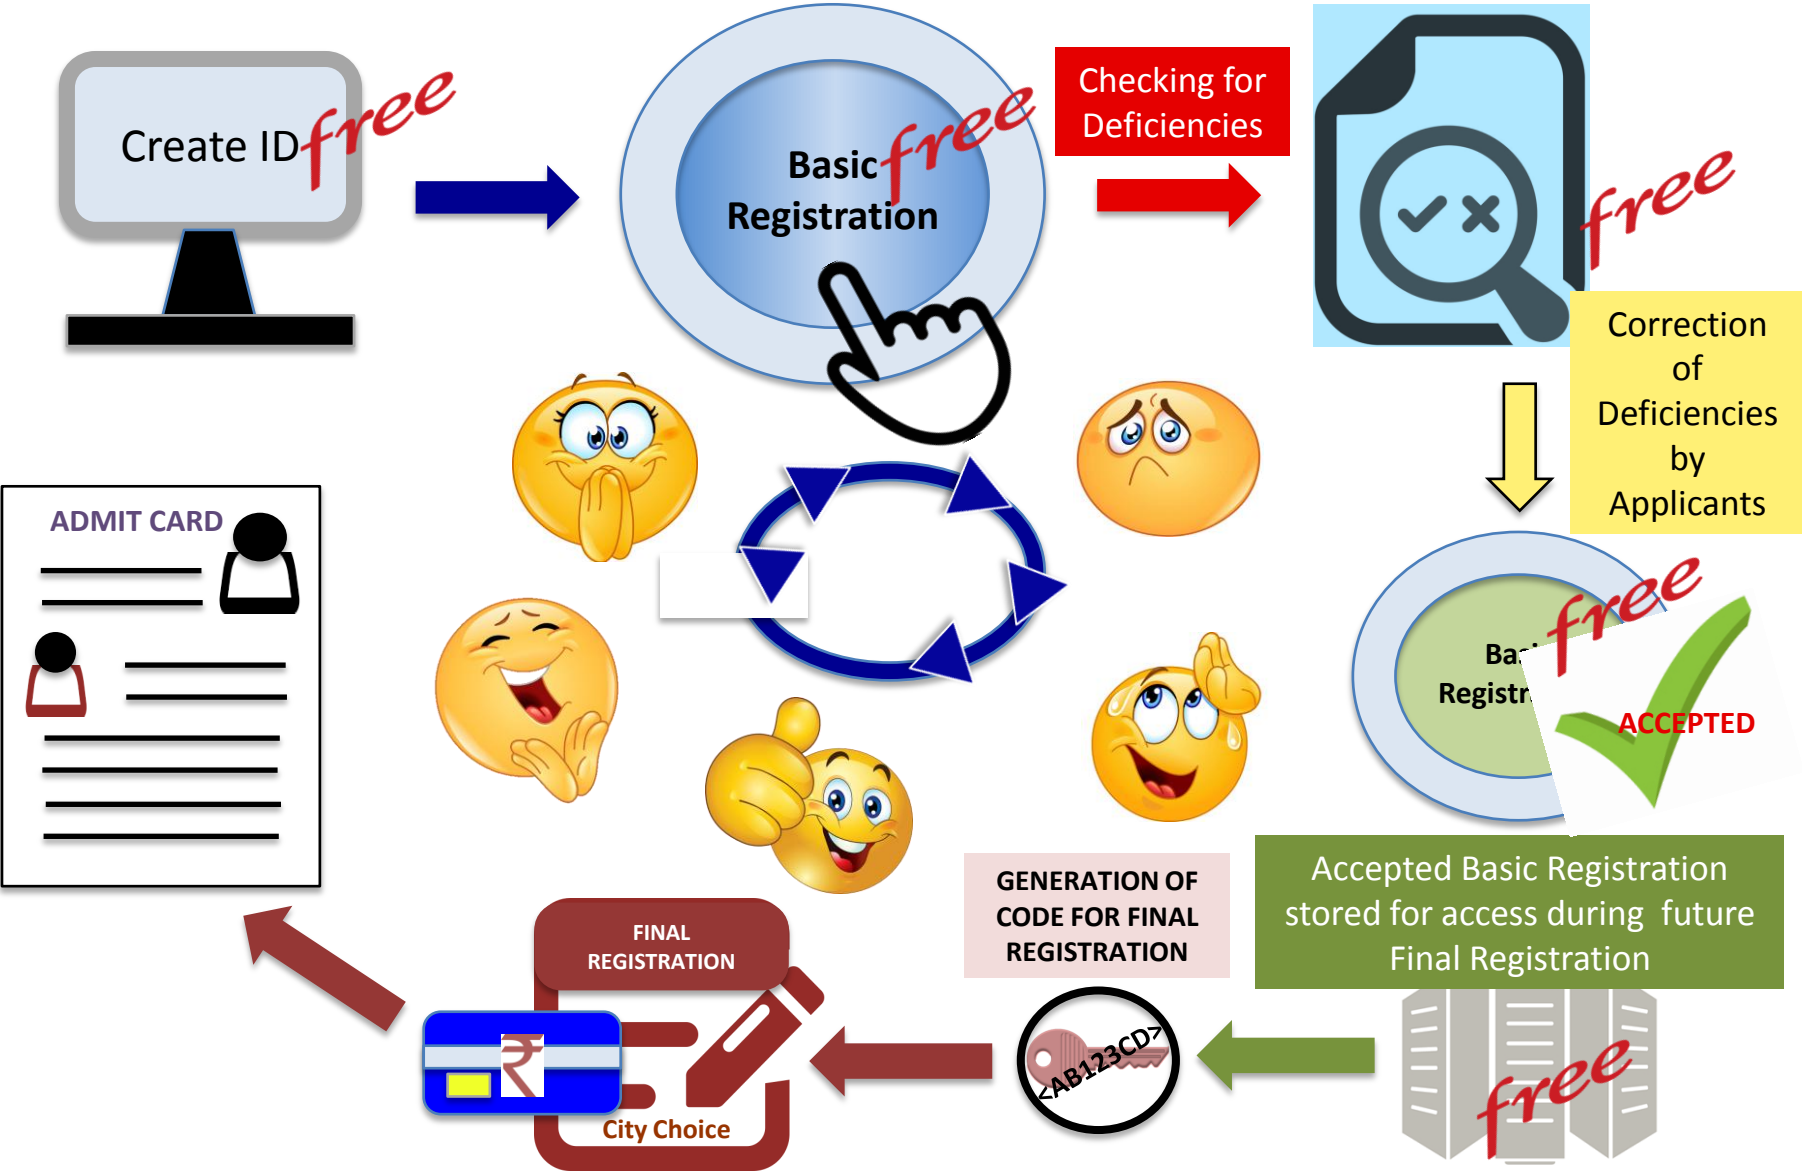 Create ID
free
Basic
Registration
free
Checking for
Deficiencies
free
Correction
of
Deficiencies
by
Applicants
ADMIT CARD
free
ACCEPTED
Accepted Basic Registration
stored for access during future
Final Registration
free
GENERATION OF
CODE FOR FINAL
REGISTRATION
<AB123CD>
FINAL
REGISTRATION
₹
City Choice